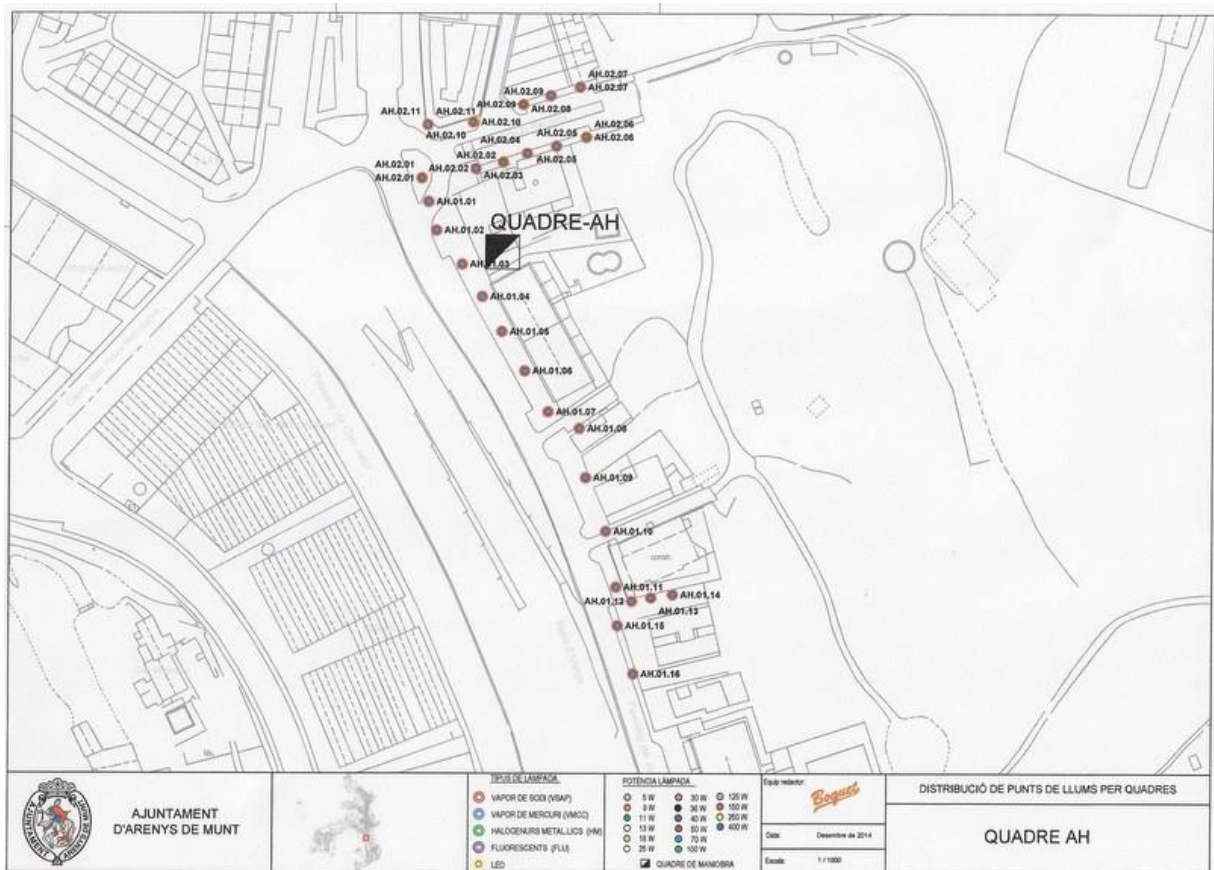 AH.02.07
AH.02.09
AH.02.07
AH.02.11
AH.02.11
AH.02.09
AH.02.08
AH.02.10
AH.02.10
AH.02.06
AH.02.05
AH.02.06
AH.02.04
AH.02.05
AH.02.01
AH.02.02
AH.02.02
AH.02.03
AH.02.01
AH.01.01
QUADRE-AH
AH.01.02
AH.01.03
AH.01.04
AH.01.05
AH.01.06
AH.01.07
AH.01.08
AH.01.09
AH.01.10
AH.01.11
AH.01.14
AH.01.12
AH.01.13
AH.01.15
AH.01.16
AJUNTAMENT
D'ARENYS DE MUNT
TIPUS DE LAMPADA
VAPOR DE SODI (VSAP)
VAPOR DE MERCURI (VMCC)
HALOGENURS METAL.LICS (HM)
FLUORESCENTS (FLU)
LED
POTÈNCIA LAMPADA
5 W
9 W
11 W
13 W
18 W
25 W
30 W
36 W
40 W
50 W
70 W
100 W
125 W
150 W
250 W
400 W
QUADRE DE MANIOBRA
Equip redactor:
Boquet
Data: Desembre de 2014
Escala: 1 / 1000
DISTRIBUCIÓ DE PUNTS DE LLUMS PER QUADRES
QUADRE AH